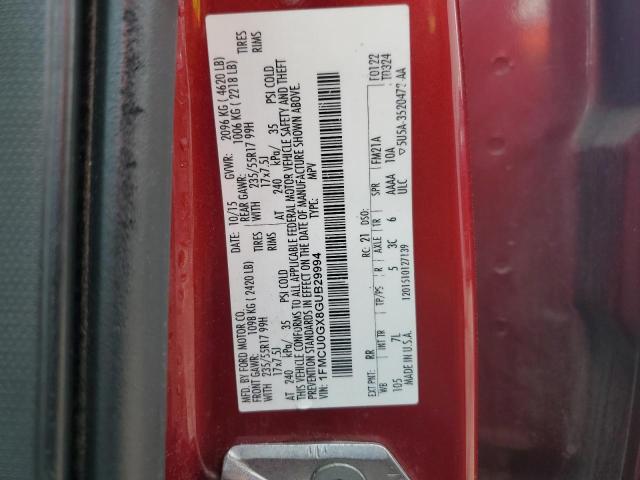 MFD. BY FORD MOTOR CO. DATE: 10/15 GVWR: 2096 KG ( 4620 LB)
FRONT GAWR: 1098 KG ( 2420 LB) REAR GAWR: 1006 KG ( 2218 LB)
WITH 235/55R17 99H TIRES WITH 235/55R17 99H TIRES
17x7.5J RIMS 17x7.5J RIMS
AT 240 kPa/ 35 PSI COLD AT 240 kPa/ 35 PSI COLD
THIS VEHICLE CONFORMS TO ALL APPLICABLE FEDERAL MOTOR VEHICLE SAFETY AND THEFT
PREVENTION STANDARDS IN EFFECT ON THE DATE OF MANUFACTURE SHOWN ABOVE.
VIN: 1FMCU0GX8GUB29994 TYPE: MPV
F0122
T0324
EXT PNT: RR RC: 21 DSO: FM21A
WB INT TR TP/PS R AXLE TR SPR
105 7L 5 3C 6 AAAA 10A
ULC
MADE IN U.S.A. 1201510127139 ▽5U5A-3520472-AA